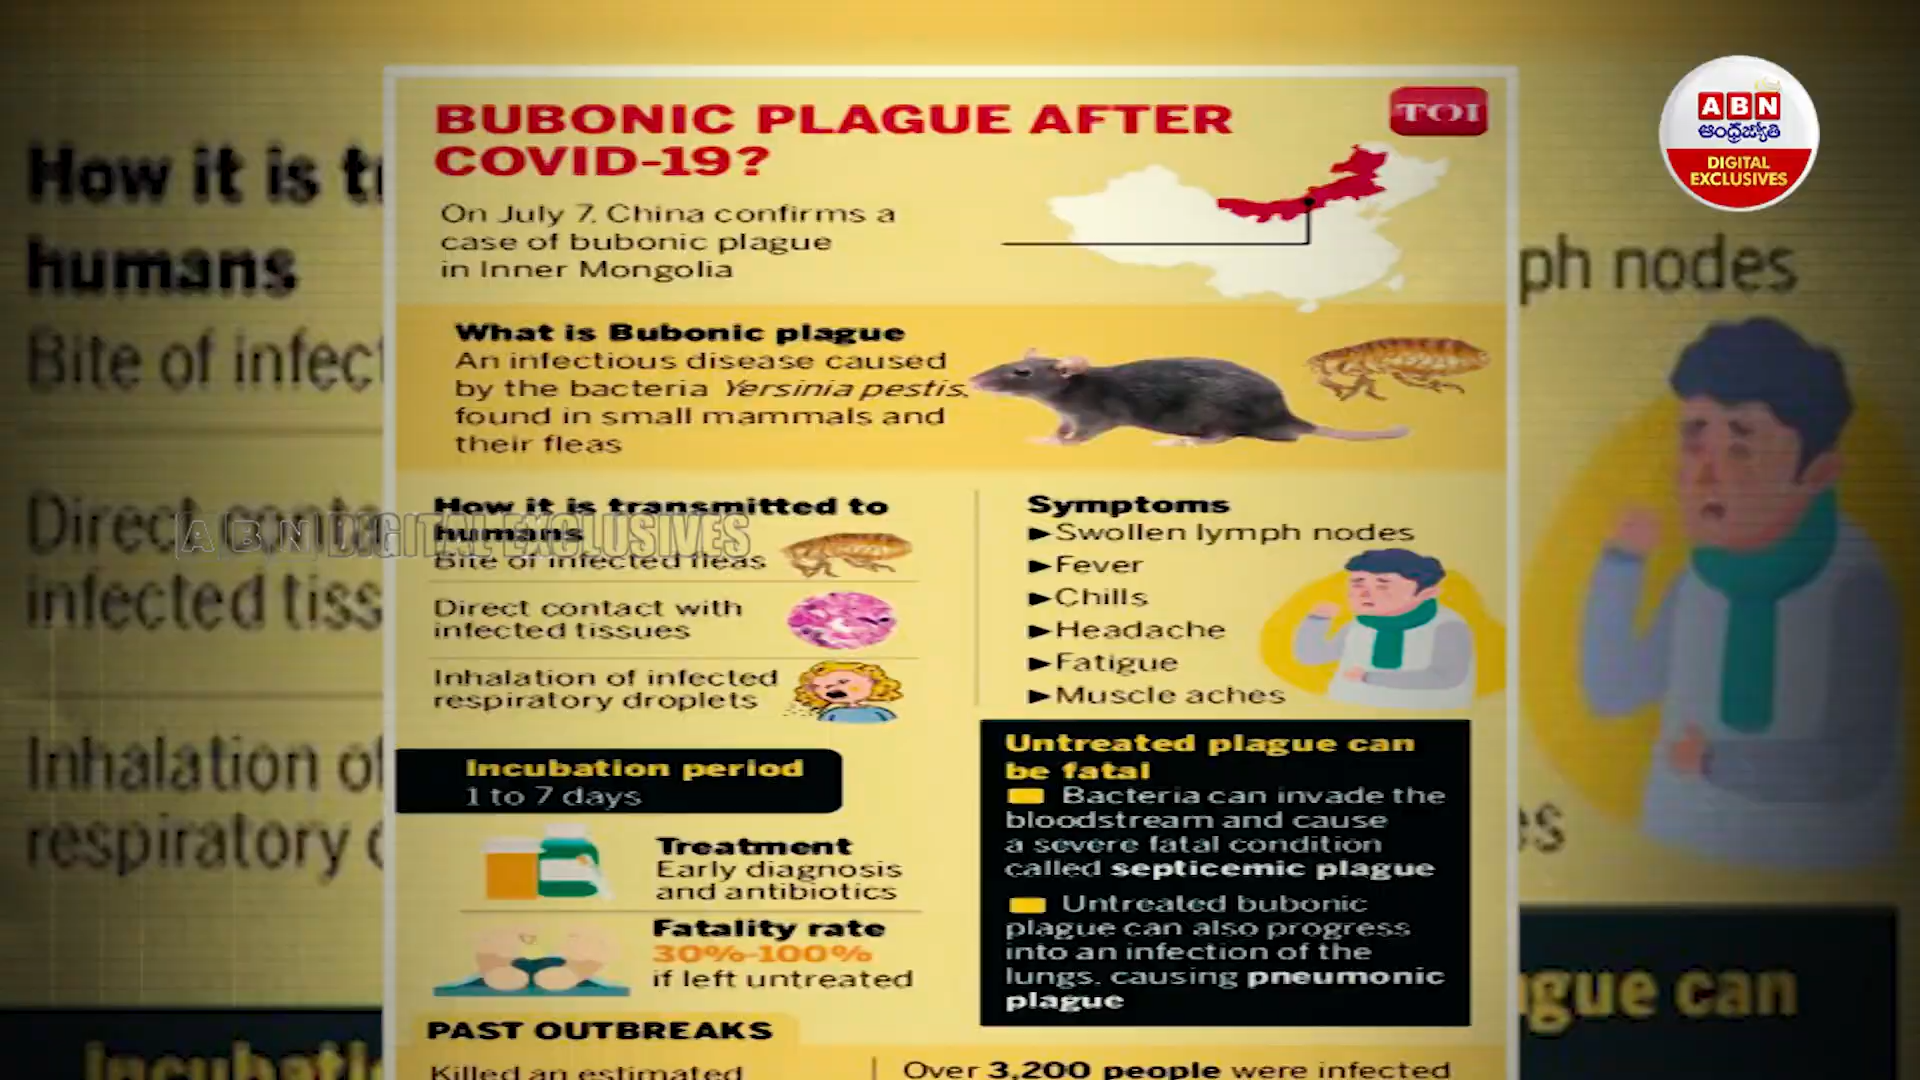 BUBONIC PLAGUE AFTER
COVID-19?
TOI
On July 7, China confirms a
case of bubonic plague
in Inner Mongolia
What is Bubonic plague
An infectious disease caused
by the bacteria Yersinia pestis,
found in small mammals and
their fleas
How it is transmitted to
humans
Bite of infected fleas
Direct contact with
infected tissues
Inhalation of infected
respiratory droplets
Symptoms
►Swollen lymph nodes
►Fever
►Chills
►Headache
►Fatigue
►Muscle aches
Incubation period
1 to 7 days
Treatment
Early diagnosis
and antibiotics
Fatality rate
30%-100%
if left untreated
Untreated plague can
be fatal
Bacteria can invade the
bloodstream and cause
a severe fatal condition
called septicemic plague
Untreated bubonic
plague can also progress
into an infection of the
lungs, causing pneumonic
plague
PAST OUTBREAKS
Killed an estimated
Over 3,200 people were infected
ABN
ఆంధ్రజ్యోతి
DIGITAL
EXCLUSIVES
ABN DIGITAL EXCLUSIVES
How it is
humans
Bite of infect
Direct conta
infected tiss
Inhalation of
respiratory
ph nodes
es
gue can